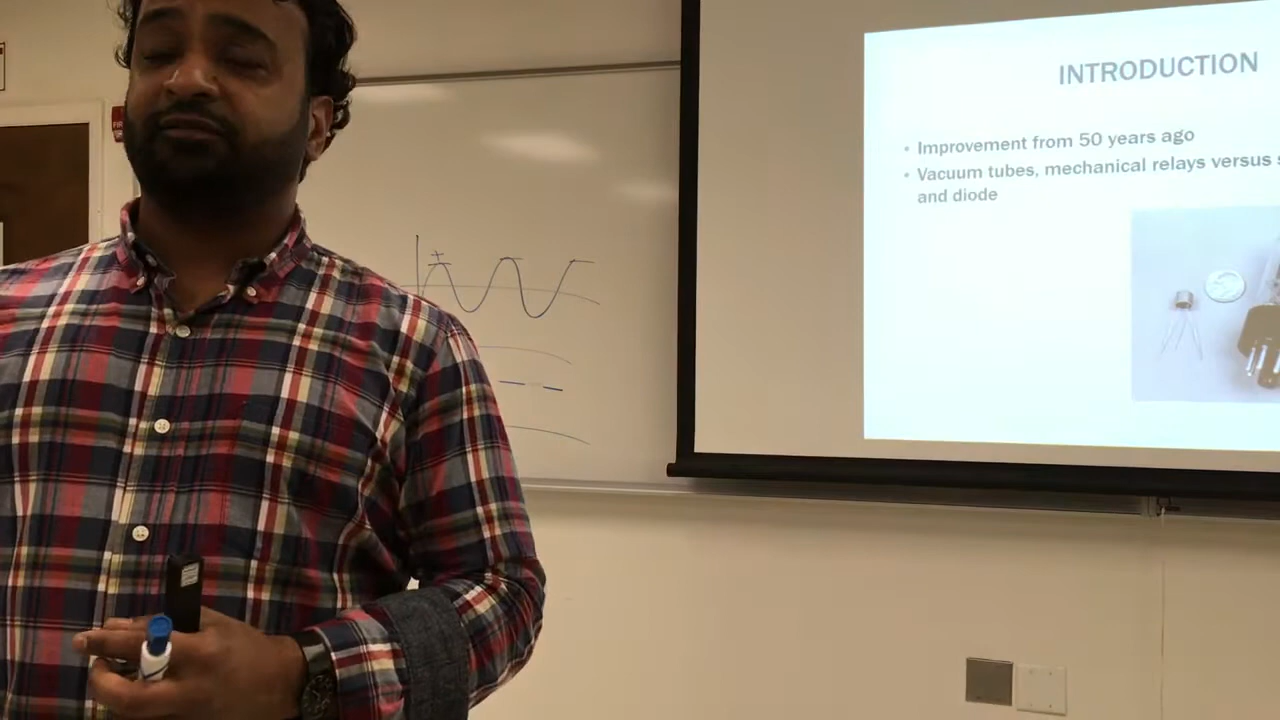 INTRODUCTION
• Improvement from 50 years ago
• Vacuum tubes, mechanical relays versus
and diode